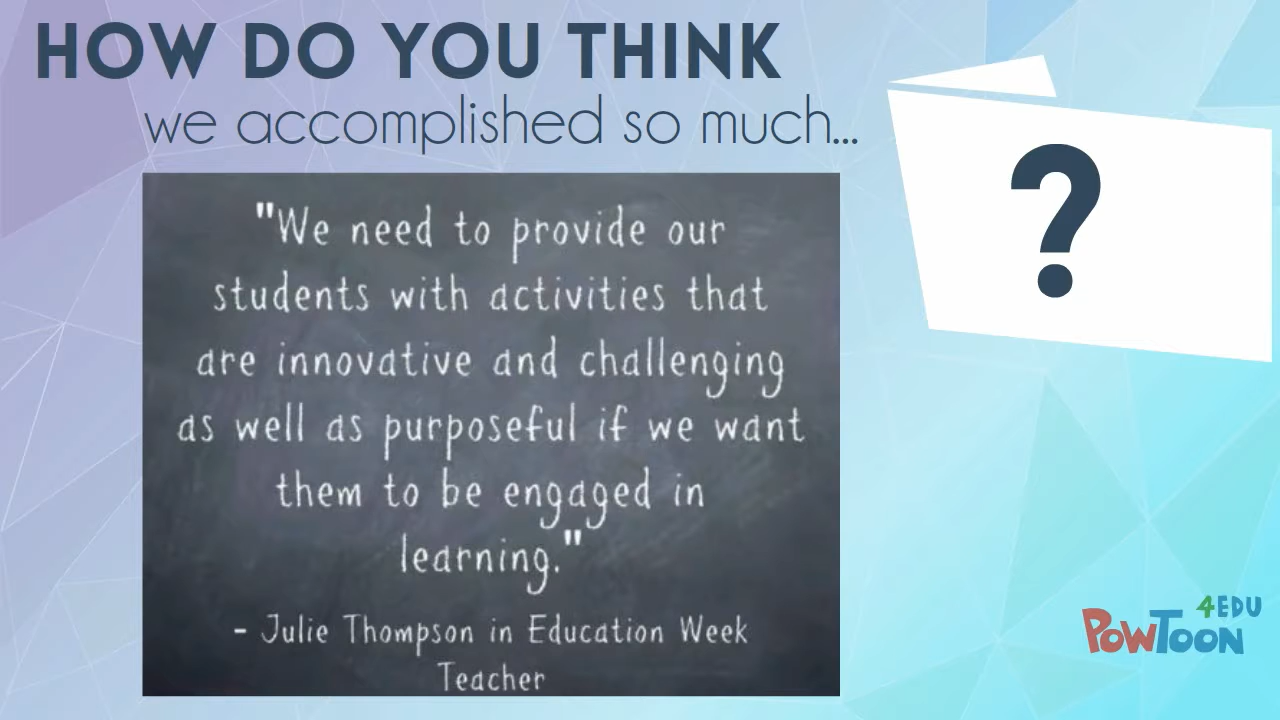 HOW DO YOU THINK
we accomplished so much...
?
"We need to provide our
students with activities that
are innovative and challenging
as well as purposeful if we want
them to be engaged in
learning."
- Julie Thompson in Education Week
Teacher
4EDU
POWTOON